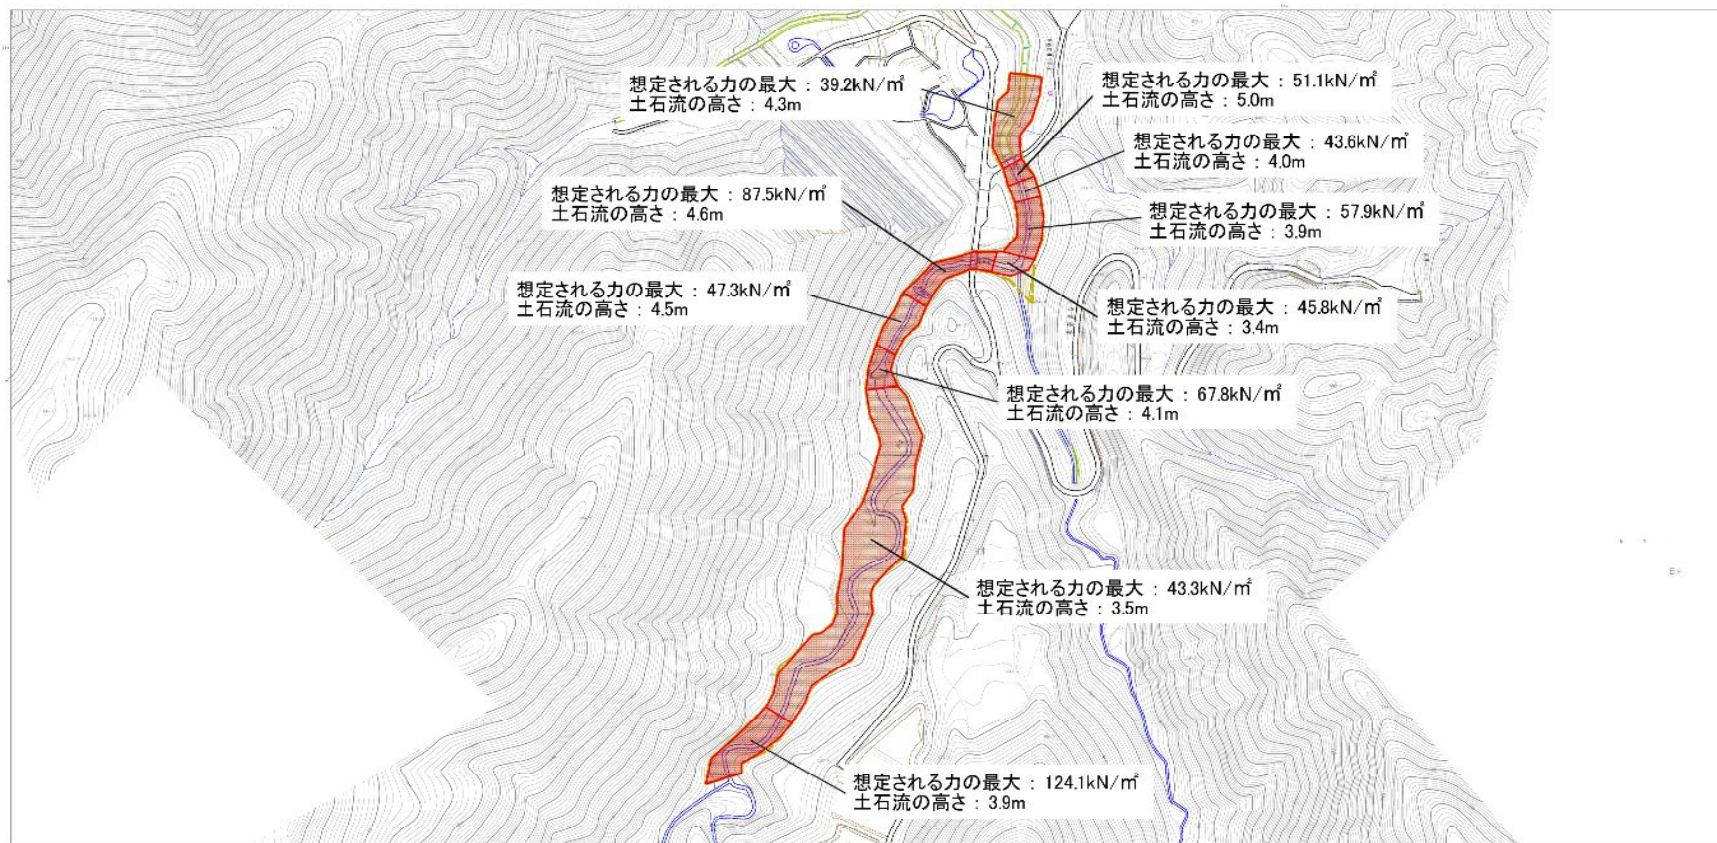 想定される力の最大 : 39.2kN/㎡
土石流の高さ : 4.3m
想定される力の最大 : 51.1kN/㎡
土石流の高さ : 5.0m
想定される力の最大 : 43.6kN/㎡
土石流の高さ : 4.0m
想定される力の最大 : 87.5kN/㎡
土石流の高さ : 4.6m
想定される力の最大 : 57.9kN/㎡
土石流の高さ : 3.9m
想定される力の最大 : 47.3kN/㎡
土石流の高さ : 4.5m
想定される力の最大 : 45.8kN/㎡
土石流の高さ : 3.4m
想定される力の最大 : 67.8kN/㎡
土石流の高さ : 4.1m
想定される力の最大 : 43.3kN/㎡
土石流の高さ : 3.5m
想定される力の最大 : 124.1kN/㎡
土石流の高さ : 3.9m